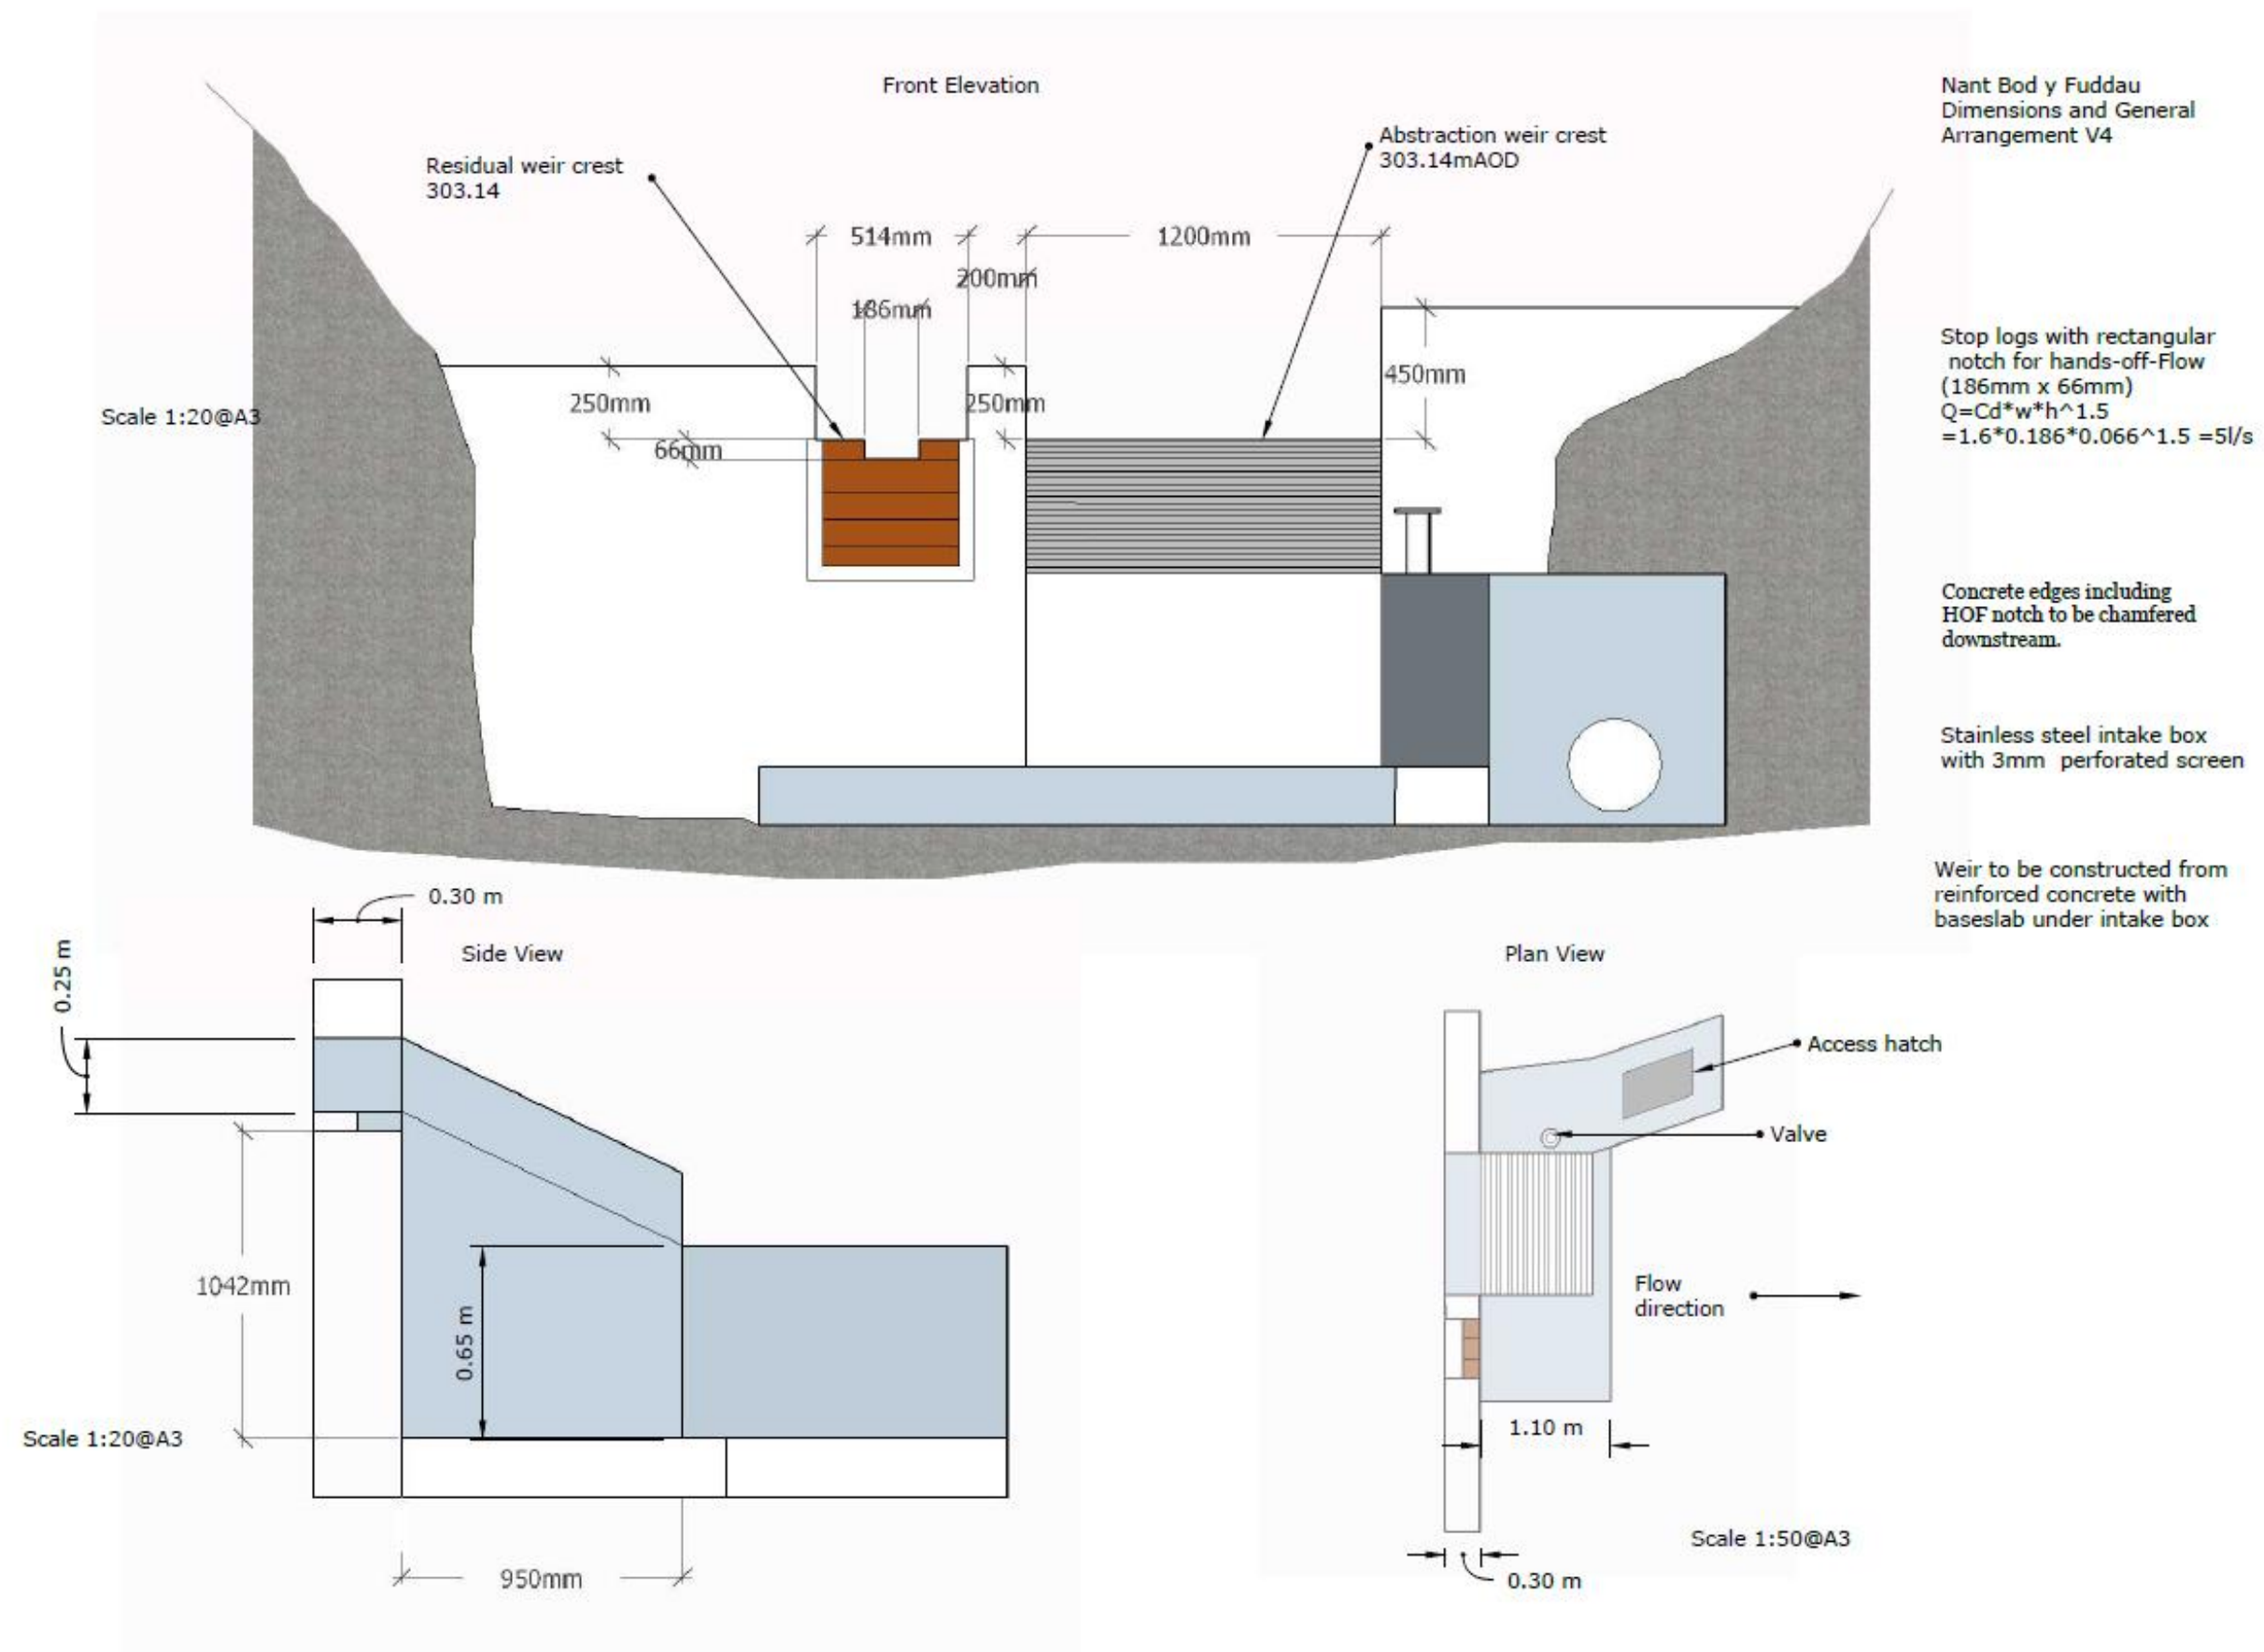 Front Elevation
Nant Bod y Fuddau
Dimensions and General
Arrangement V4
Residual weir crest
303.14
Abstraction weir crest
303.14mAOD
514mm
1200mm
200mm
186mm
250mm
250mm
450mm
66mm
Scale 1:20@A3
Stop logs with rectangular
notch for hands-off-Flow
(186mm x 66mm)
Q=Cd*w*h^1.5
=1.6*0.186*0.066^1.5 =5l/s
Concrete edges including
HOF notch to be chamfered
downstream.
Stainless steel intake box
with 3mm perforated screen
Weir to be constructed from
reinforced concrete with
baseslab under intake box
0.30 m
Side View
0.25 m
1042mm
0.65 m
Scale 1:20@A3
950mm
Plan View
Access hatch
Valve
Flow
direction
1.10 m
Scale 1:50@A3
0.30 m